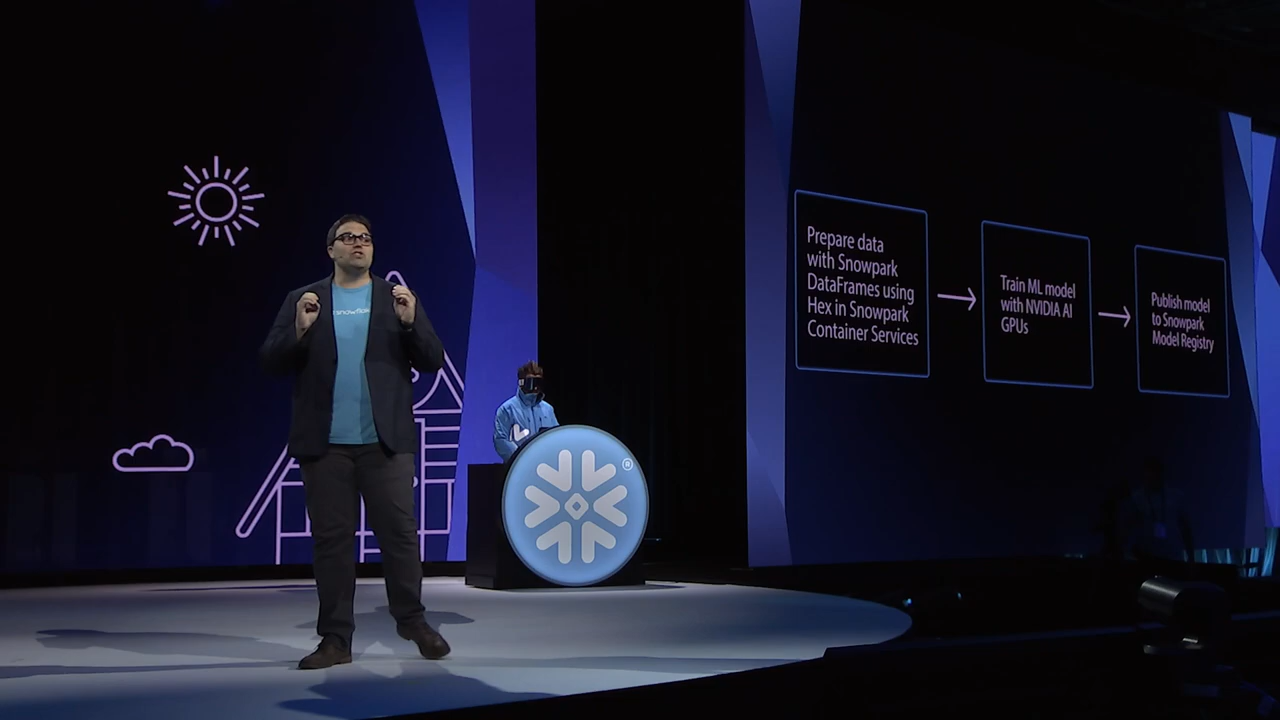 snowflake
Prepare data
with Snowpark
DataFrames using
Hex in Snowpark
Container Services
Train ML model
with NVIDIA AI
GPUs
Publish model
to Snowpark
Model Registry
®